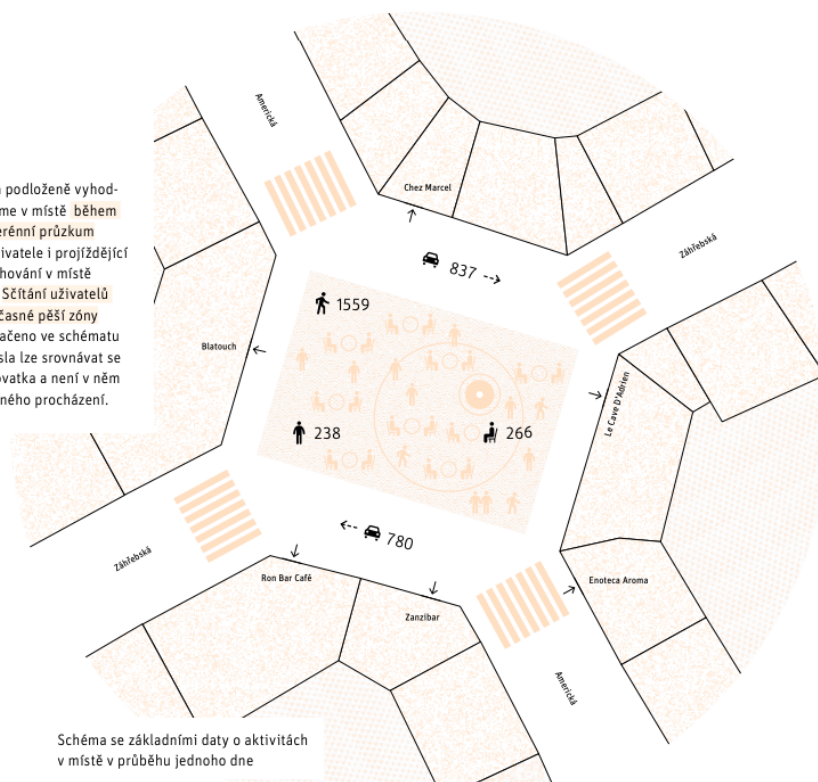 podloženě vyhod-
me v místě během
erénní průzkum
ivatele i projíždějící
hování v místě
Sčítání uživatelů
časné pěší zóny
ačeno ve schématu
sla lze srovnávat se
ovatka a není v něm
ného procházení.
Americká
Chez Marcel
Záhřebská
837
1559
Blatouch
Le Cave D'Adrien
238
266
780
Záhřebská
Ron Bar Café
Enoteca Aroma
Zanzibar
Americká
Schéma se základními daty o aktivitách
v místě v průběhu jednoho dne